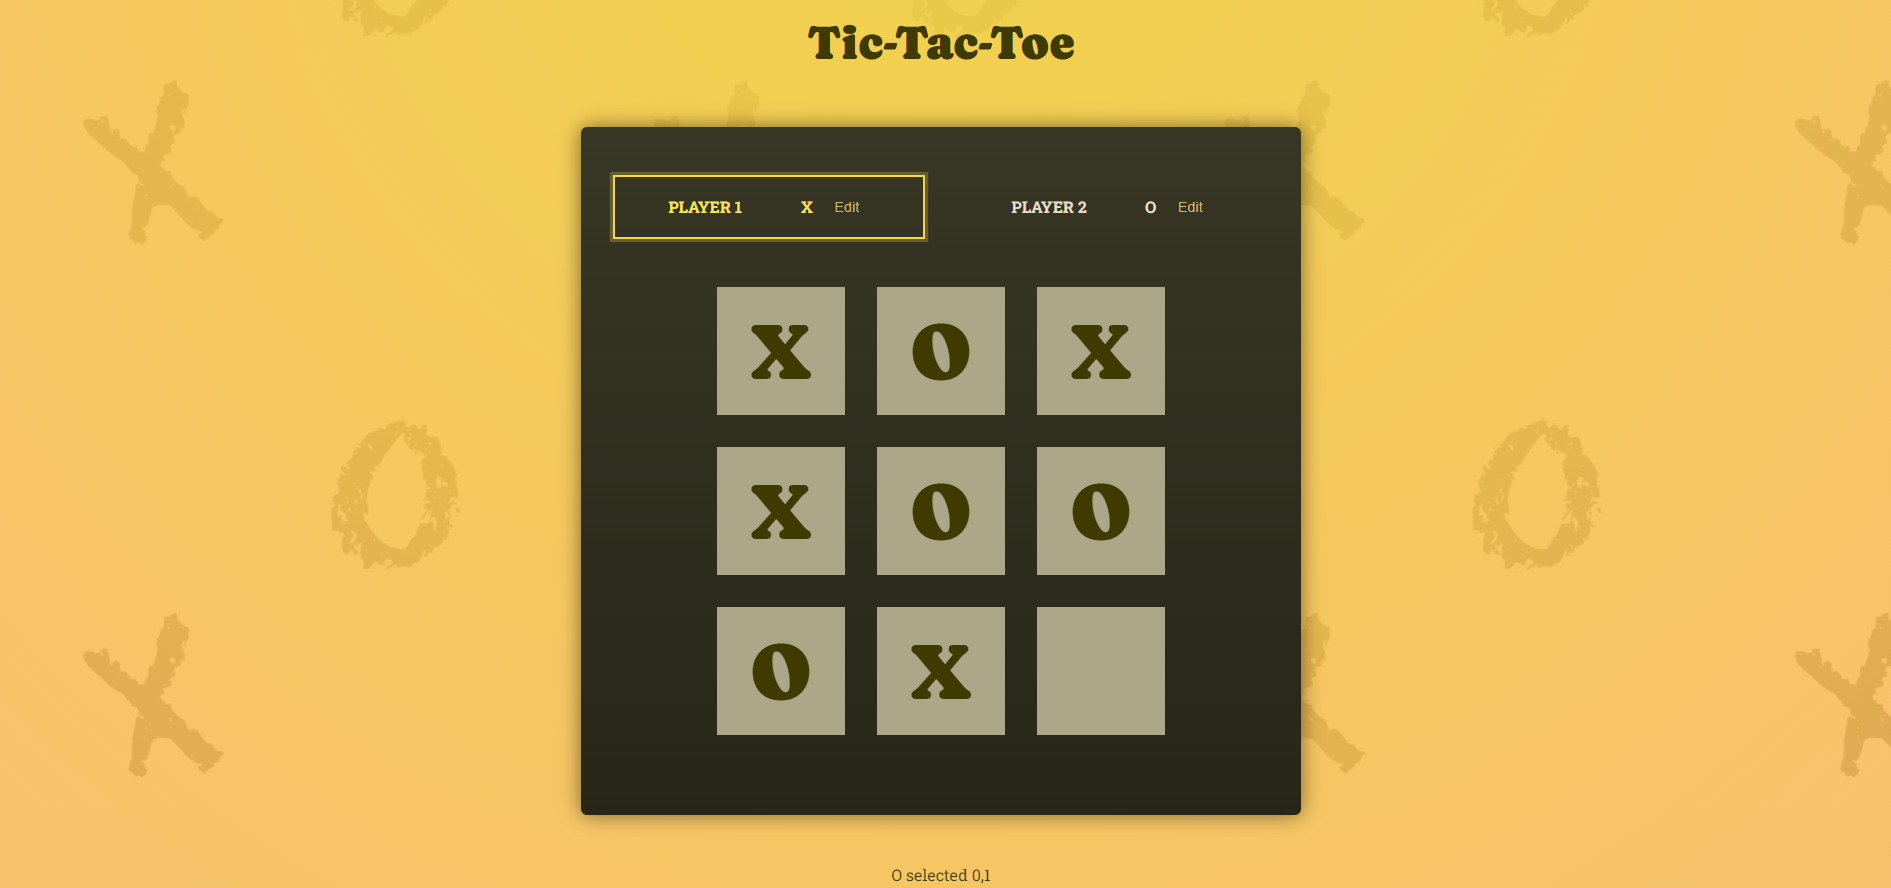 Tic-Tac-Toe
PLAYER 1 X Edit PLAYER 2 O Edit
X O X
X O O
O X
O selected 0,1